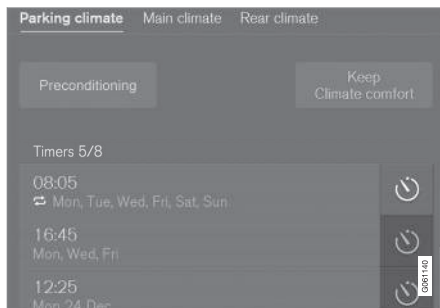 Parking climate Main climate Rear climate
Preconditioning
Keep
Climate comfort
Timers 5/8
08:05
Mon, Tue, Wed, Fri, Sat, Sun
16:45
Mon, Wed, Fri
12:25
Mon 24 Dec
G061140